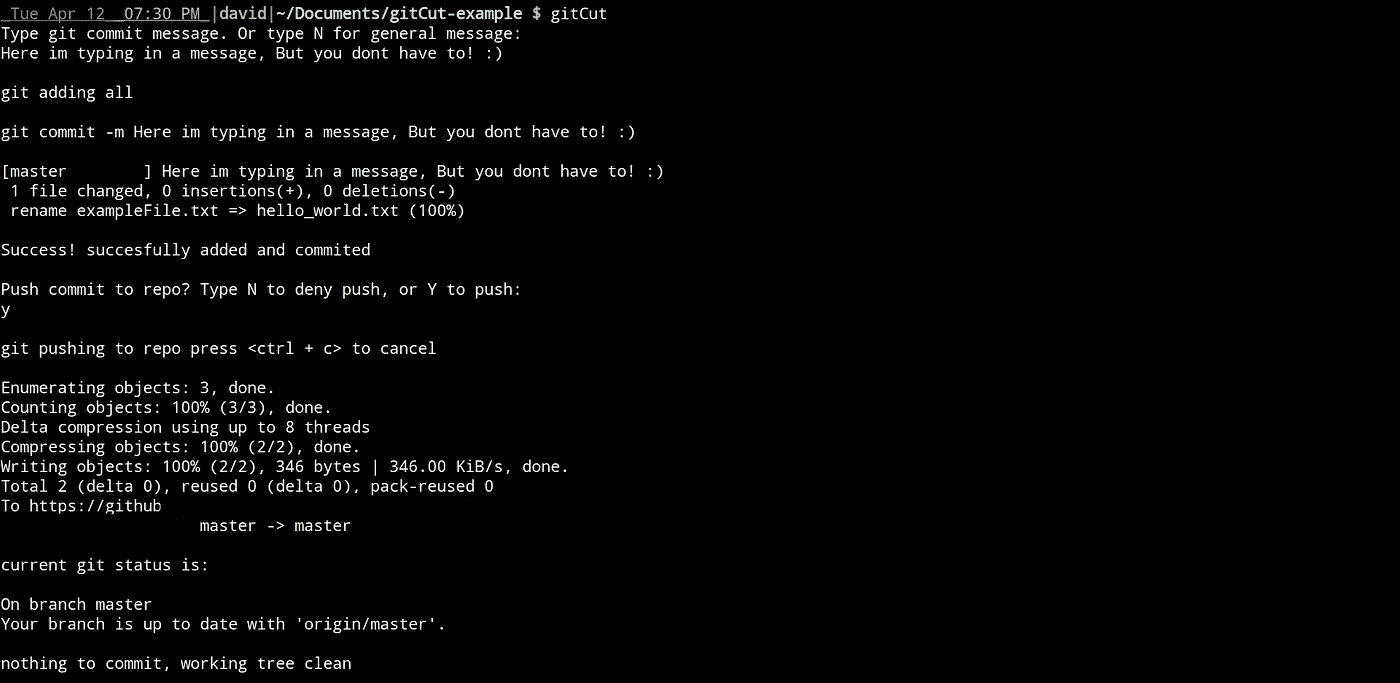 _Tue Apr 12__07:30 PM_|david|~/Documents/gitCut-example $ gitCut
Type git commit message. Or type N for general message:
Here im typing in a message, But you dont have to! :)
git adding all
git commit -m Here im typing in a message, But you dont have to! :)
[master ] Here im typing in a message, But you dont have to! :)
1 file changed, 0 insertions(+), 0 deletions(-)
rename exampleFile.txt => hello_world.txt (100%)
Success! succesfully added and commited
Push commit to repo? Type N to deny push, or Y to push:
y
git pushing to repo press <ctrl + c> to cancel
Enumerating objects: 3, done.
Counting objects: 100% (3/3), done.
Delta compression using up to 8 threads
Compressing objects: 100% (2/2), done.
Writing objects: 100% (2/2), 346 bytes | 346.00 KiB/s, done.
Total 2 (delta 0), reused 0 (delta 0), pack-reused 0
To https://github
master -> master
current git status is:
On branch master
Your branch is up to date with 'origin/master'.
nothing to commit, working tree clean